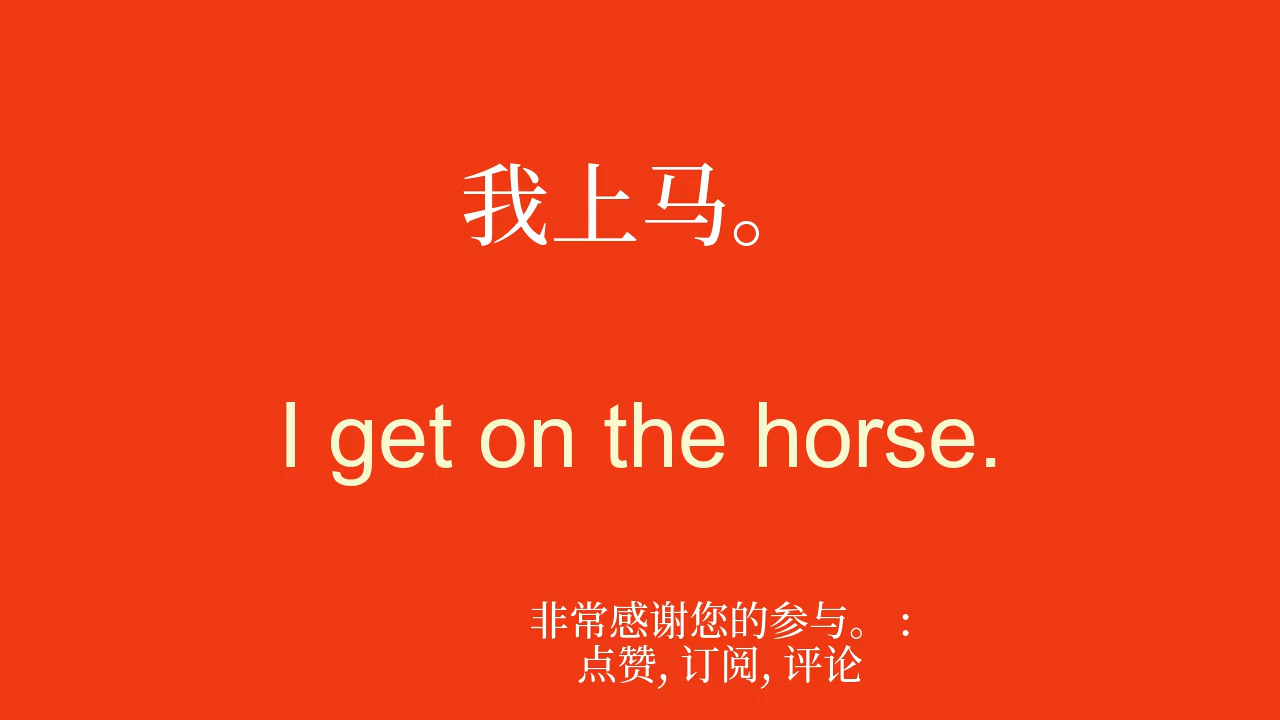 我上马。
I get on the horse.
非常感谢您的参与。 :
点赞, 订阅, 评论